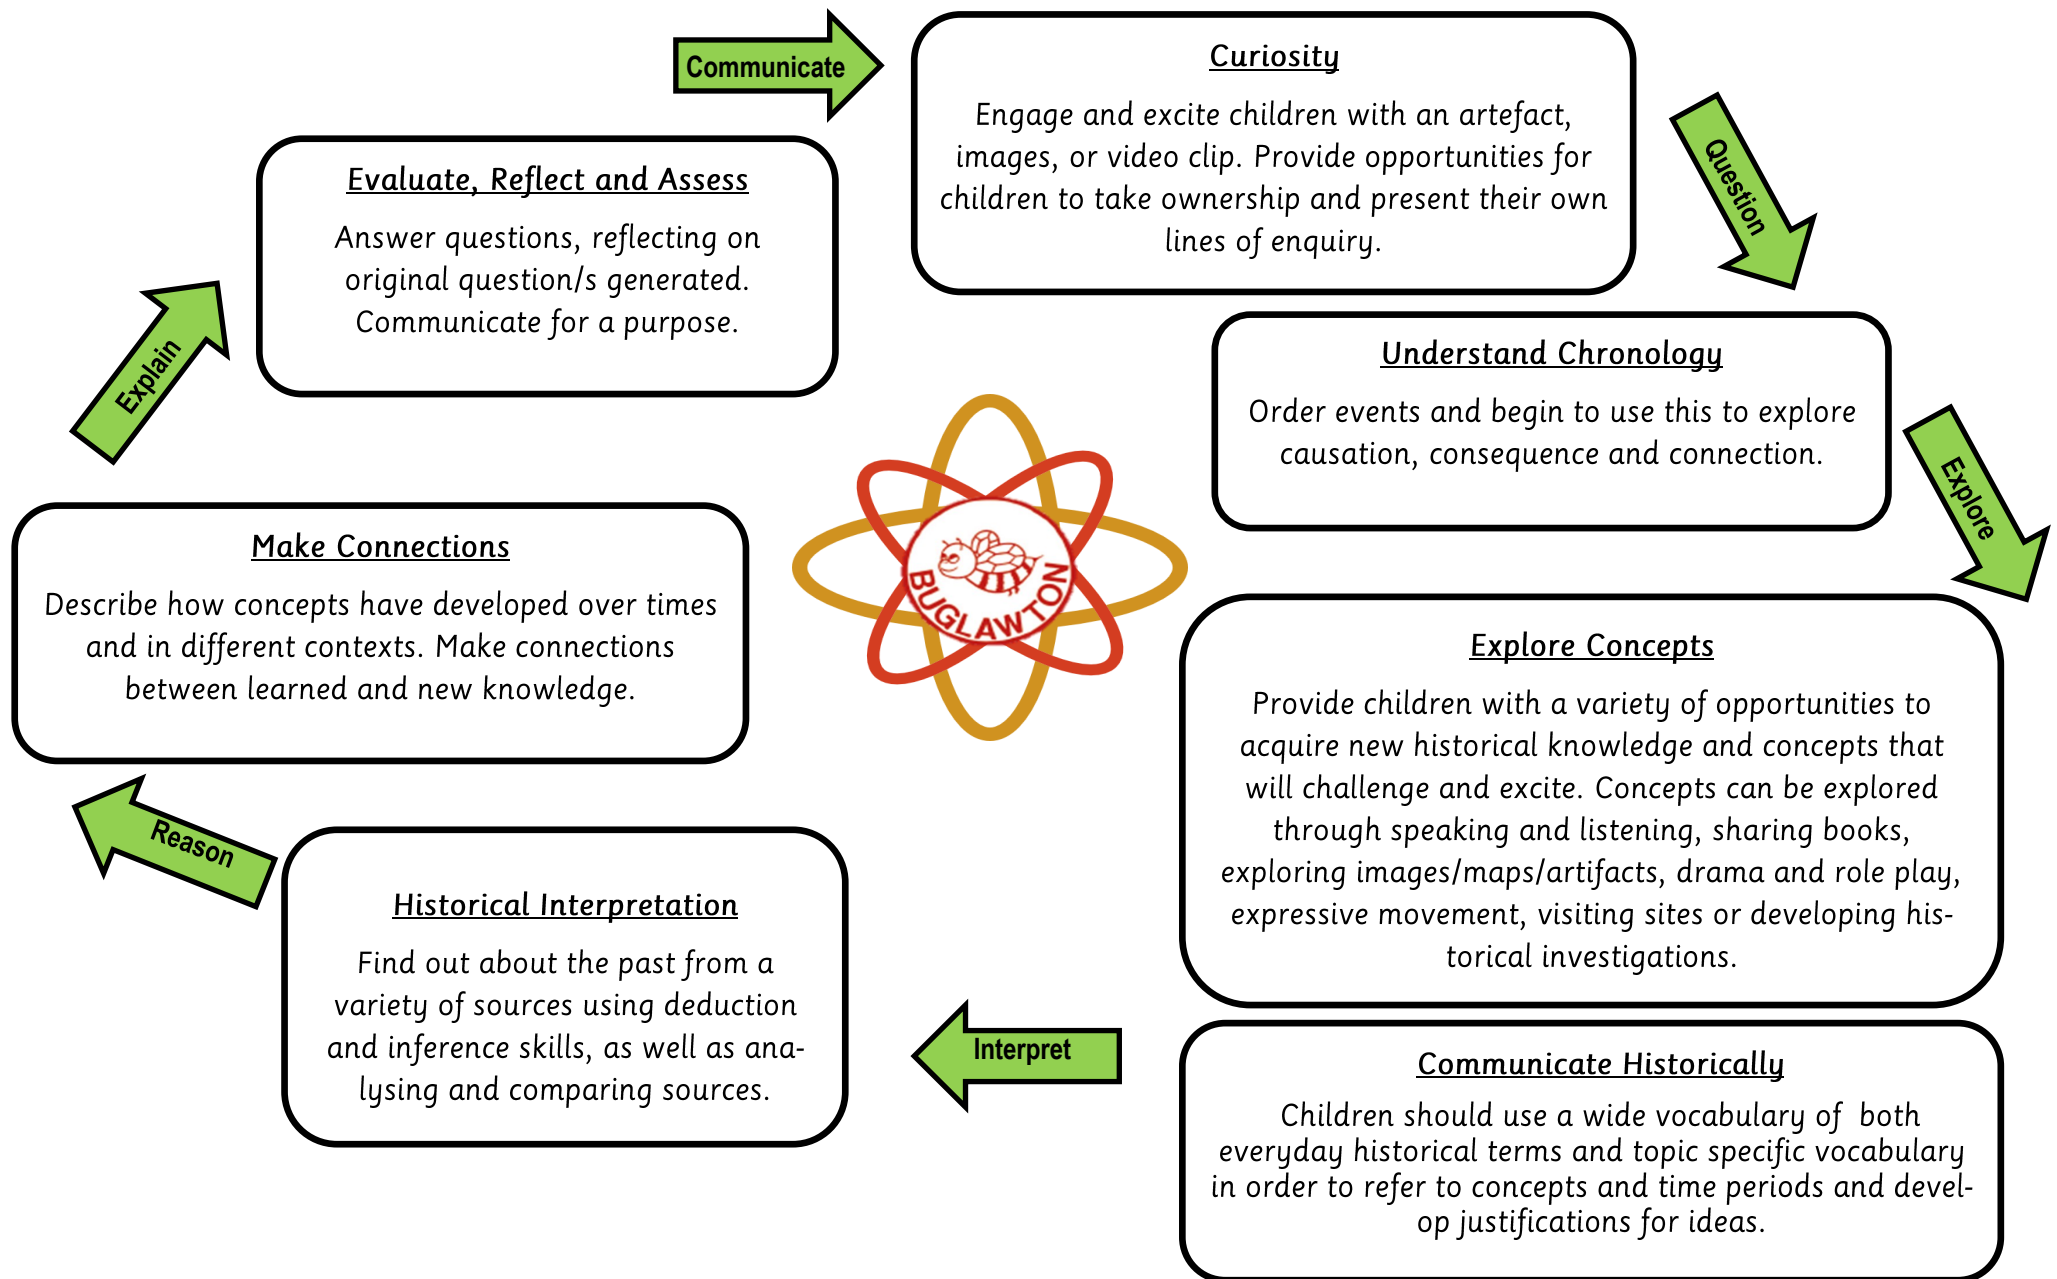 Communicate
Curiosity
Engage and excite children with an artefact,
images, or video clip. Provide opportunities for
children to take ownership and present their own
lines of enquiry.
Question
Understand Chronology
Order events and begin to use this to explore
causation, consequence and connection.
Explore
Explore Concepts
Provide children with a variety of opportunities to
acquire new historical knowledge and concepts that
will challenge and excite. Concepts can be explored
through speaking and listening, sharing books,
exploring images/maps/artifacts, drama and role play,
expressive movement, visiting sites or developing his-
torical investigations.
Communicate Historically
Children should use a wide vocabulary of  both
everyday historical terms and topic specific vocabulary
in order to refer to concepts and time periods and devel-
op justifications for ideas.
Interpret
Historical Interpretation
Find out about the past from a
variety of sources using deduction
and inference skills, as well as ana-
lysing and comparing sources.
Reason
Make Connections
Describe how concepts have developed over times
and in different contexts. Make connections
between learned and new knowledge.
Explain
Evaluate, Reflect and Assess
Answer questions, reflecting on
original question/s generated.
Communicate for a purpose.
BUGLAWTON